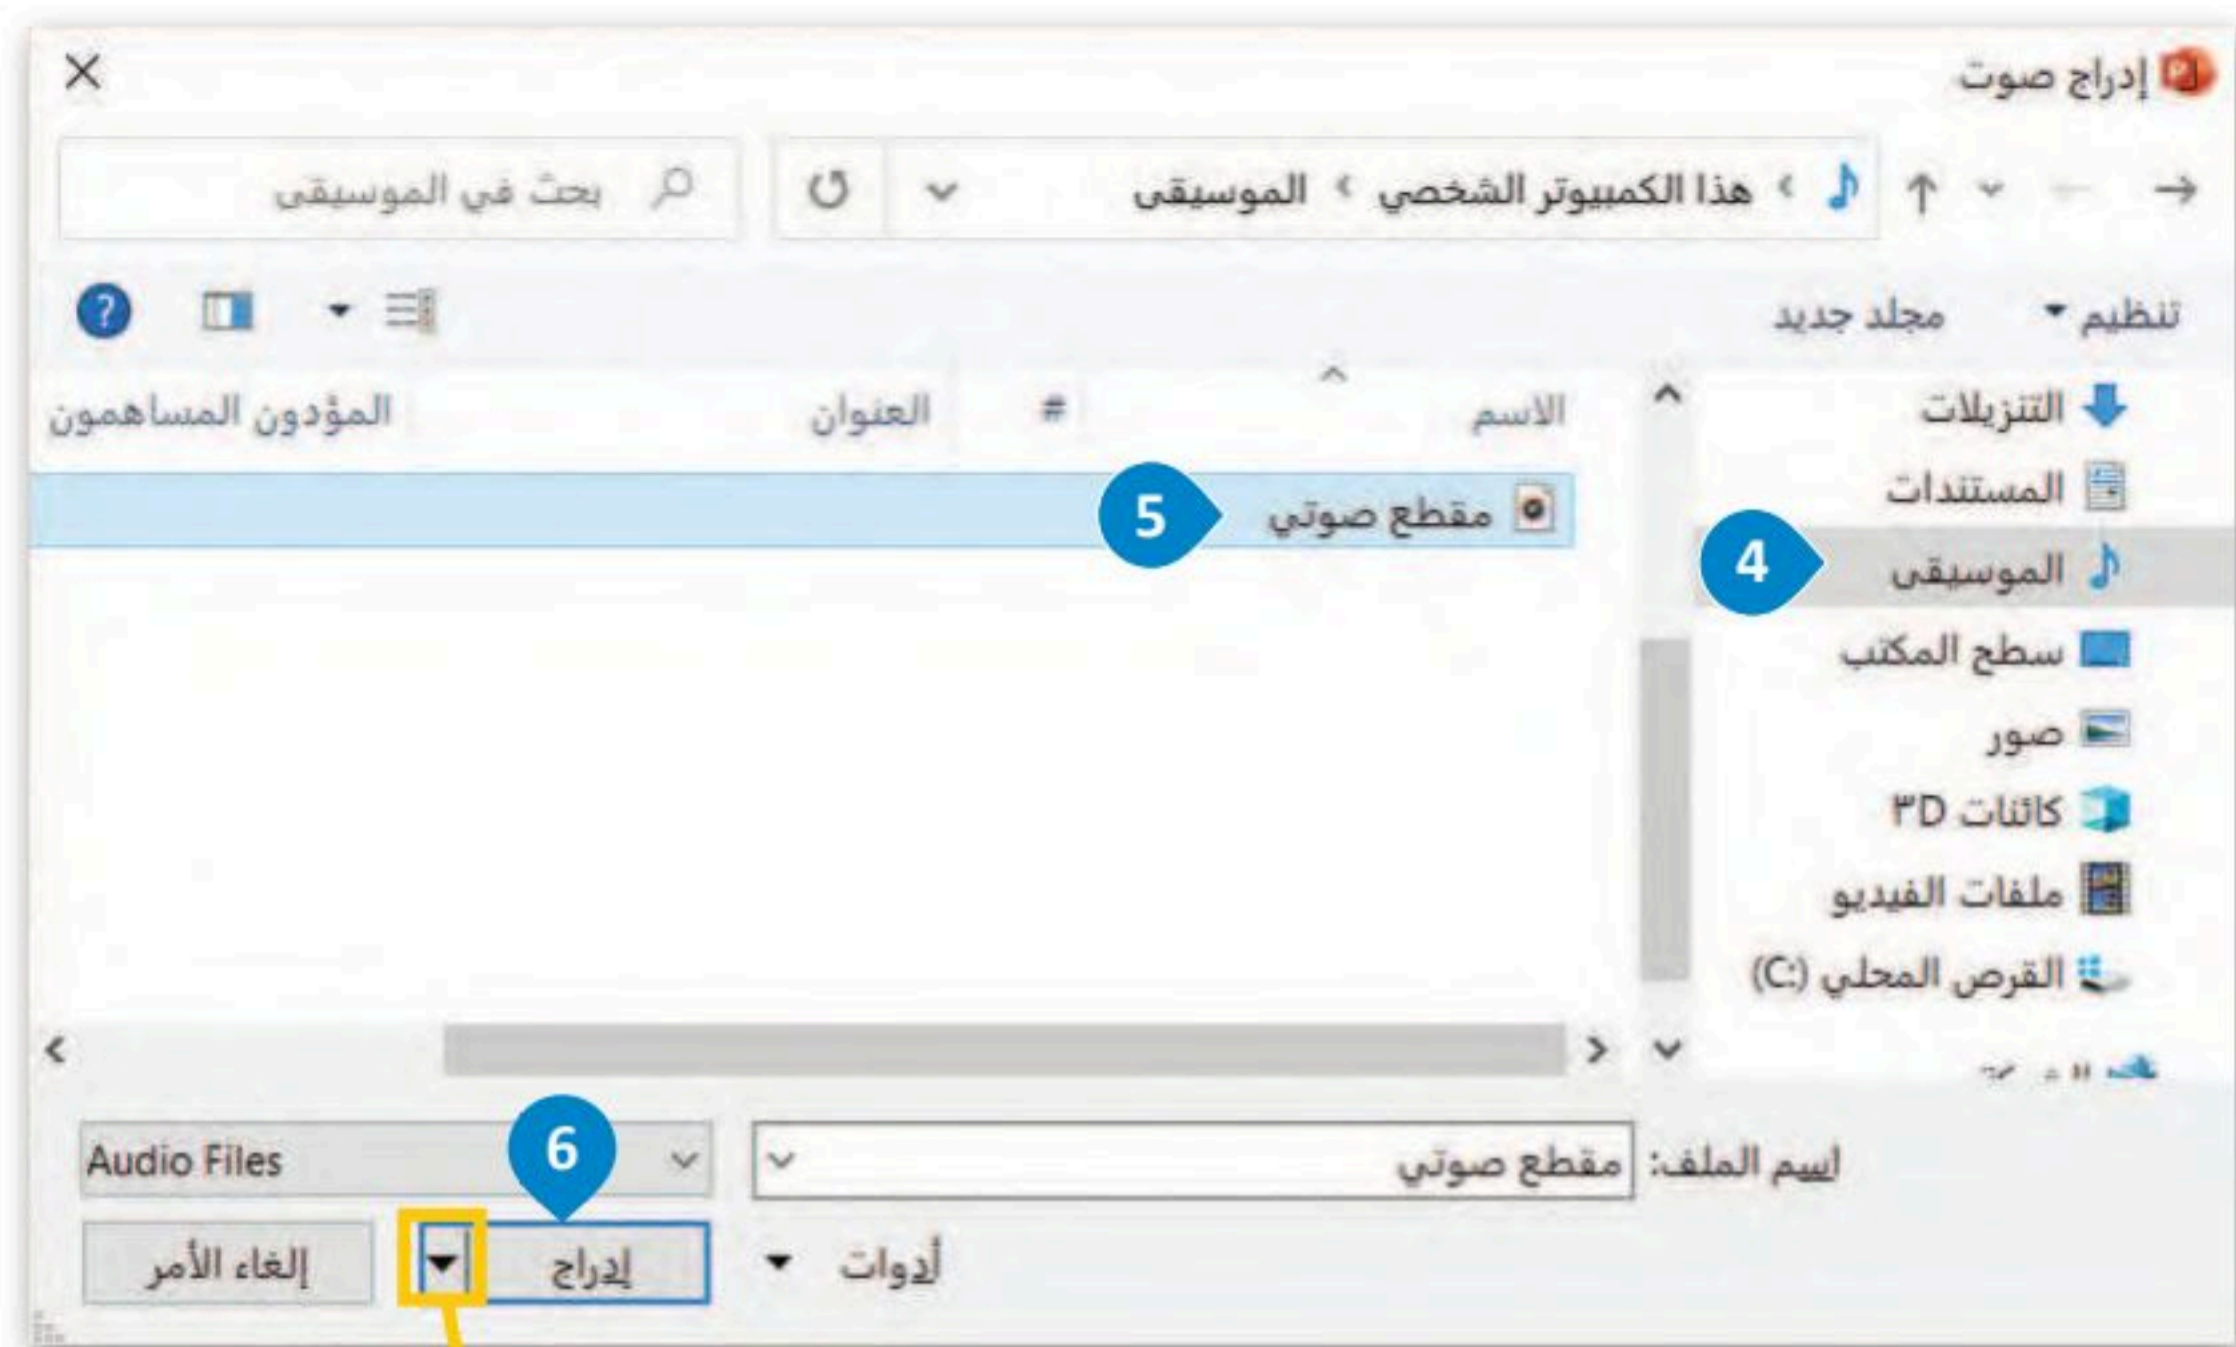 إدراج صوت
هذا الكمبيوتر الشخصي › الموسيقى
بحث في الموسيقى
تنظيم
مجلد جديد
الاسم
#
العنوان
المؤدون المساهمون
التنزيلات
المستندات
الموسيقى
4
سطح المكتب
صور
كائنات ٣D
ملفات الفيديو
القرص المحلي (C:)
مقطع صوتي
5
اسم الملف: مقطع صوتي
Audio Files
6
أدوات
إدراج
إلغاء الأمر